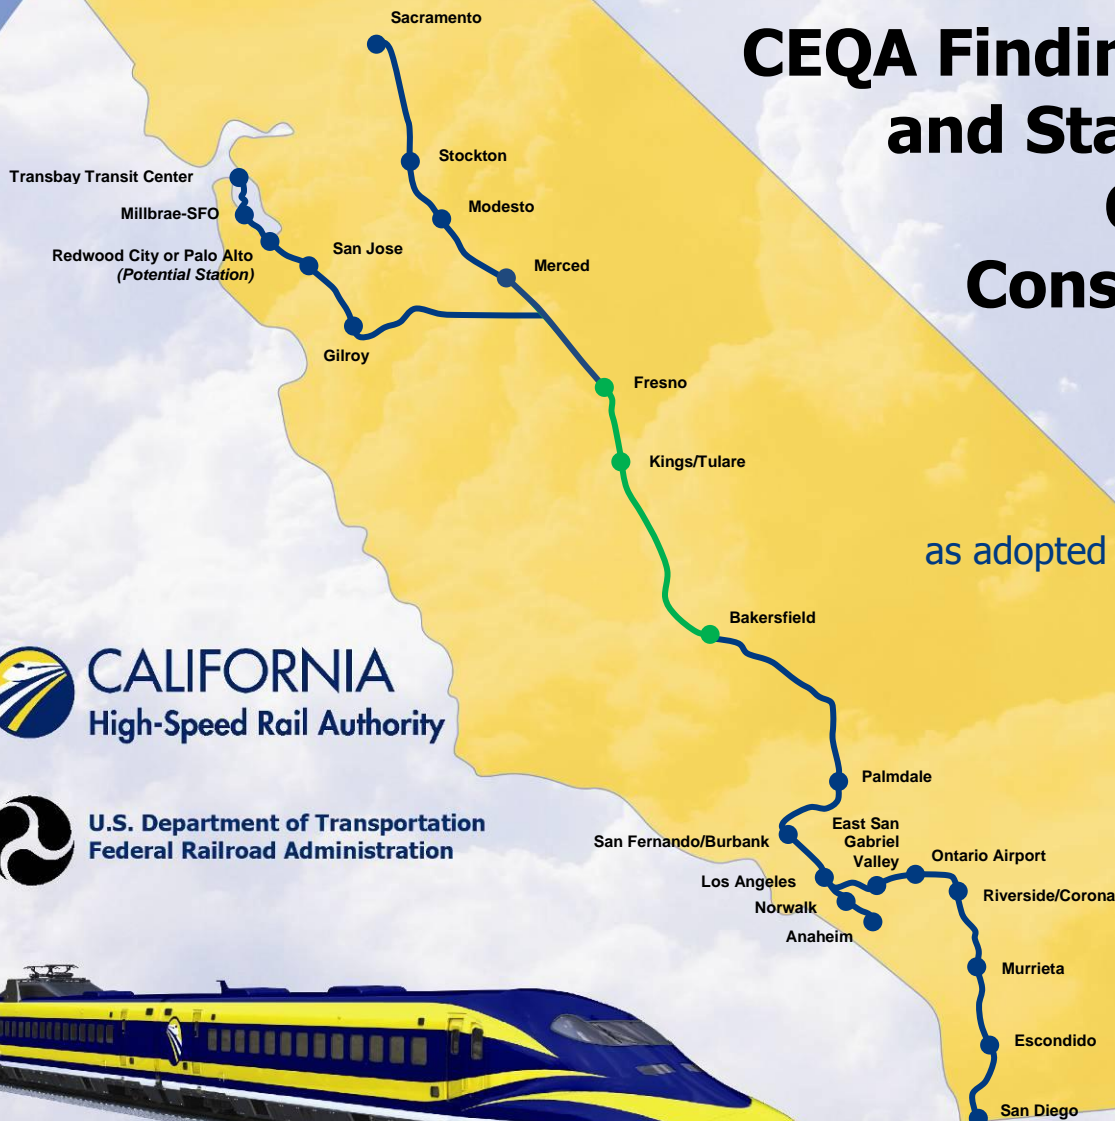 Sacramento
CEQA Findin
and Sta
Stockton
Transbay Transit Center
Modesto
Millbrae-SFO
San Jose
Redwood City or Palo Alto
(Potential Station)
Merced
Cons
Gilroy
Fresno
Kings/Tulare
as adopted
Bakersfield
CALIFORNIA
High-Speed Rail Authority
Palmdale
U.S. Department of Transportation
Federal Railroad Administration
San Fernando/Burbank
East San
Gabriel
Valley
Ontario Airport
Los Angeles
Riverside/Corona
Norwalk
Anaheim
Murrieta
Escondido
San Diego